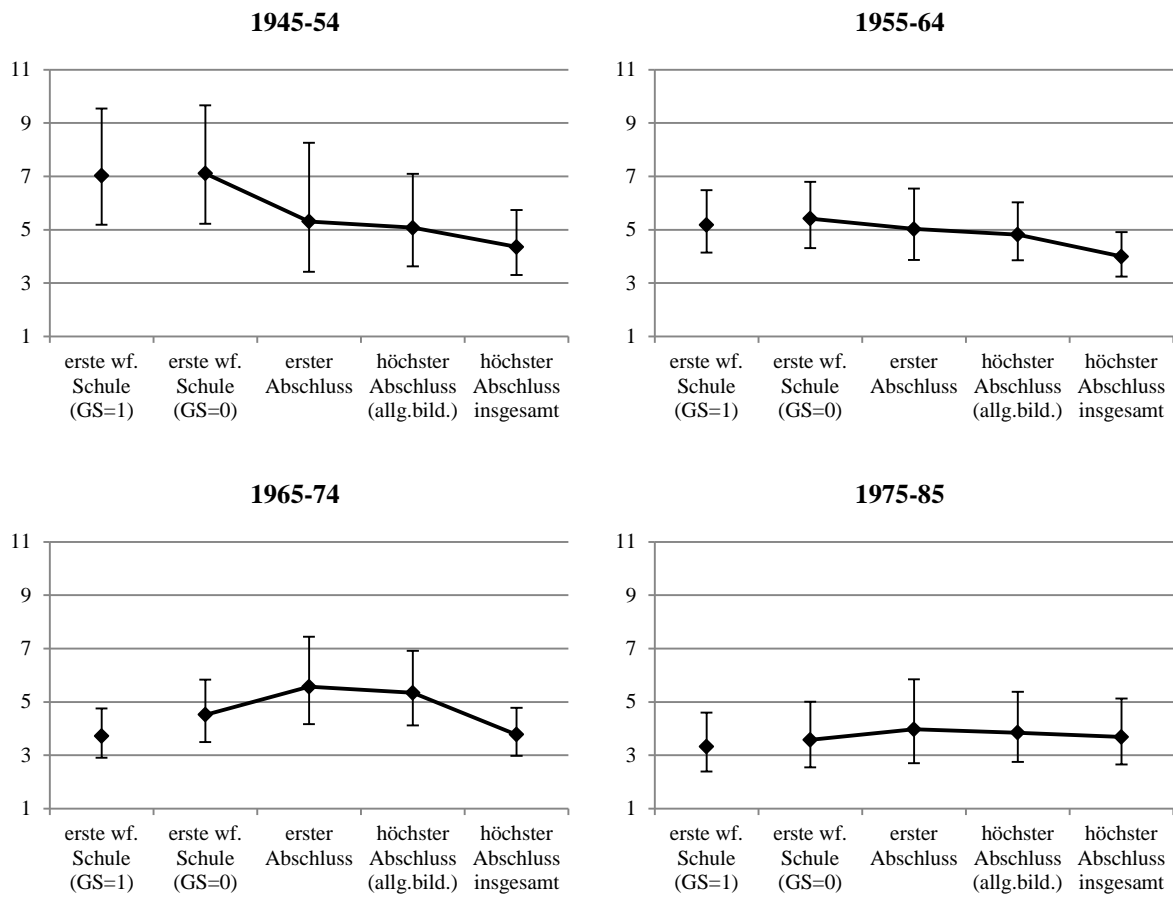 1945-54
11
9
7
5
3
1
erste wf. Schule (GS=1)
erste wf. Schule (GS=0)
erster Abschluss
höchster Abschluss (allg.bild.)
höchster Abschluss insgesamt
1955-64
11
9
7
5
3
1
erste wf. Schule (GS=1)
erste wf. Schule (GS=0)
erster Abschluss
höchster Abschluss (allg.bild.)
höchster Abschluss insgesamt
1965-74
11
9
7
5
3
1
erste wf. Schule (GS=1)
erste wf. Schule (GS=0)
erster Abschluss
höchster Abschluss (allg.bild.)
höchster Abschluss insgesamt
1975-85
11
9
7
5
3
1
erste wf. Schule (GS=1)
erste wf. Schule (GS=0)
erster Abschluss
höchster Abschluss (allg.bild.)
höchster Abschluss insgesamt